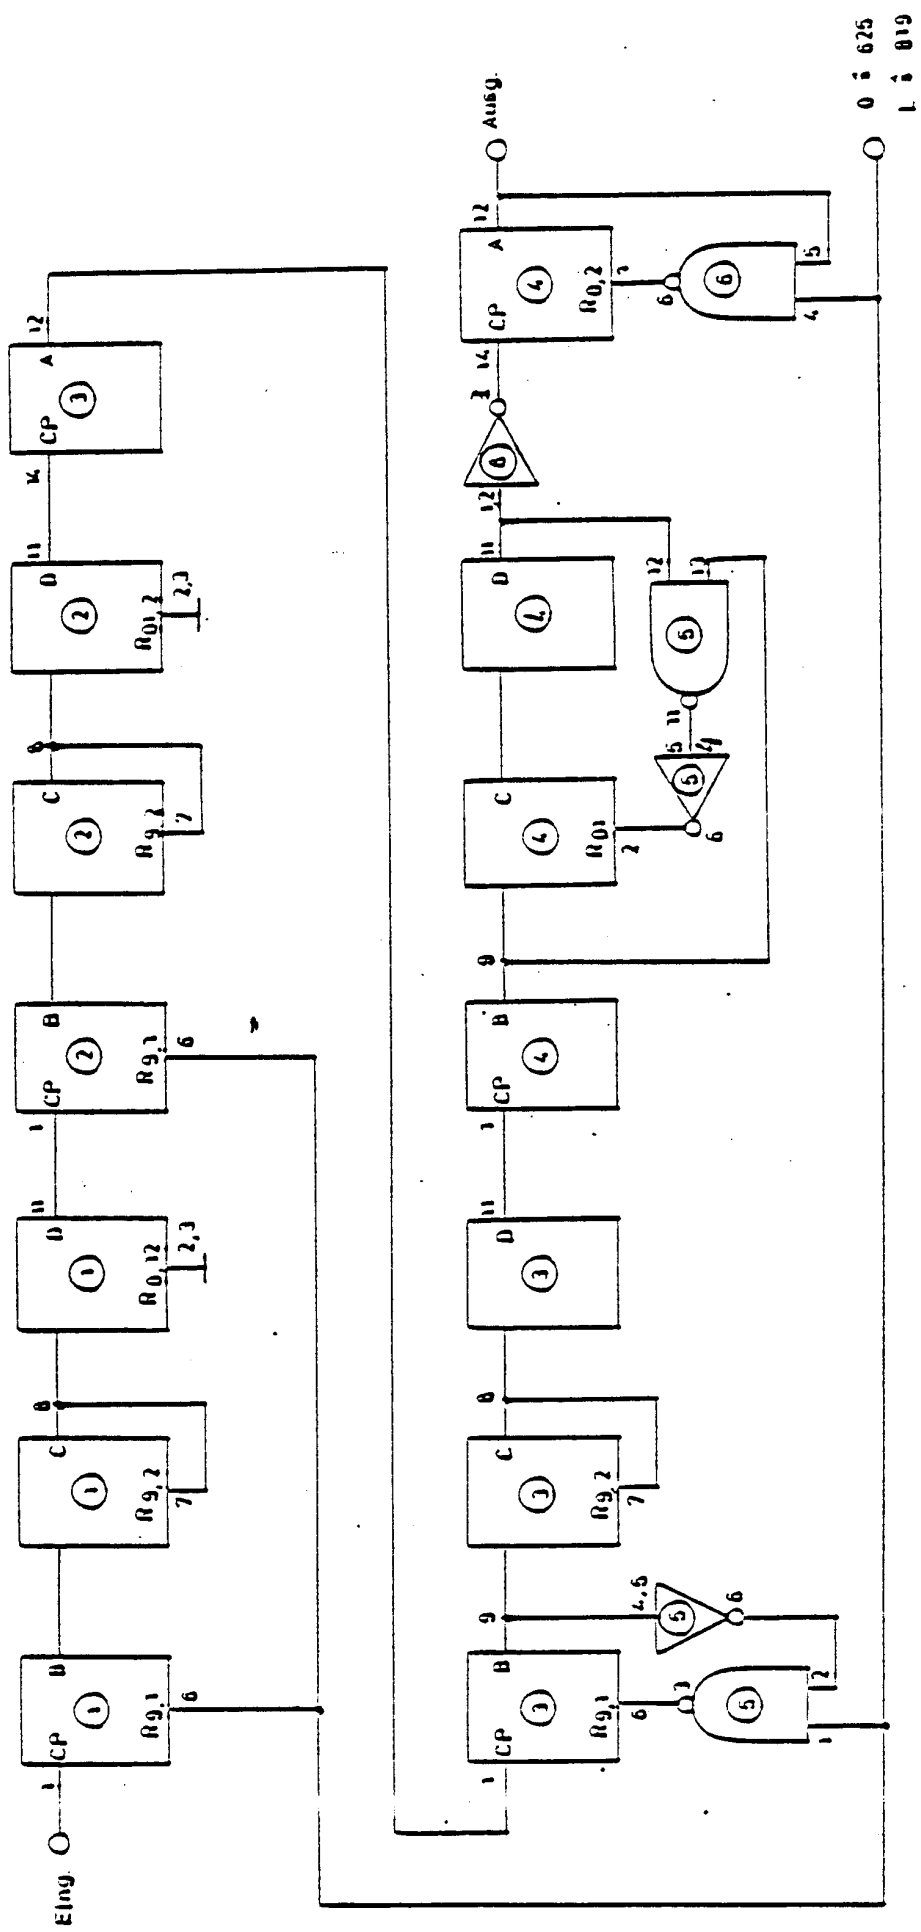 Eing.
1 CP B
1
R9,1
6
C 8
1
R9,2
7
D 11
1
R0,12
2,3
1 CP B
2
R9,1
6
C 8
2
R9,2
7
D 11
2
R01,2
2,3
14 CP A 12
3
1 CP B 9
3
R9,1
6
3
5
1 2
4,5
5
6
C 8
3
R9,2
7
D 11
3
1 CP B 9
4
C
4
R01
2
6
5
5
4
11
5
12
13
D 11
4
12
14 CP A 12
4
R0,2
3
6
6
4 5
Ausg.
0 ≙ 625
L ≙ 819